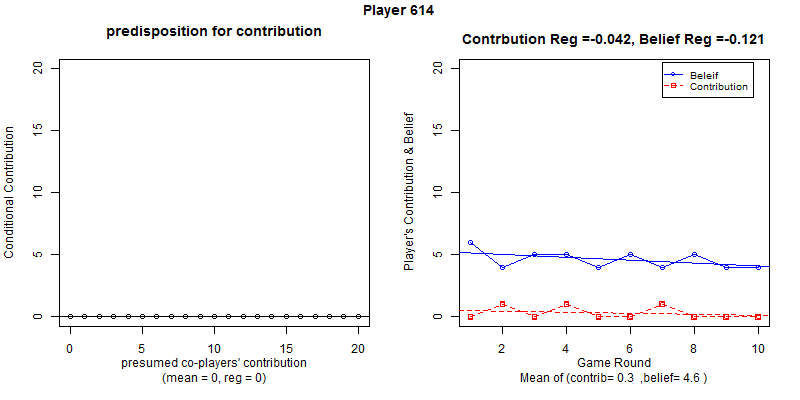 Player 614
predisposition for contribution
Conditional Contribution
0
5
10
15
20
0
5
10
15
20
presumed co-players' contribution
(mean = 0, reg = 0)
Contrbution Reg =-0.042, Belief Reg =-0.121
Player's Contribution & Belief
0
5
10
15
20
Beleif
Contribution
2
4
6
8
10
Game Round
Mean of (contrib= 0.3 ,belief= 4.6 )